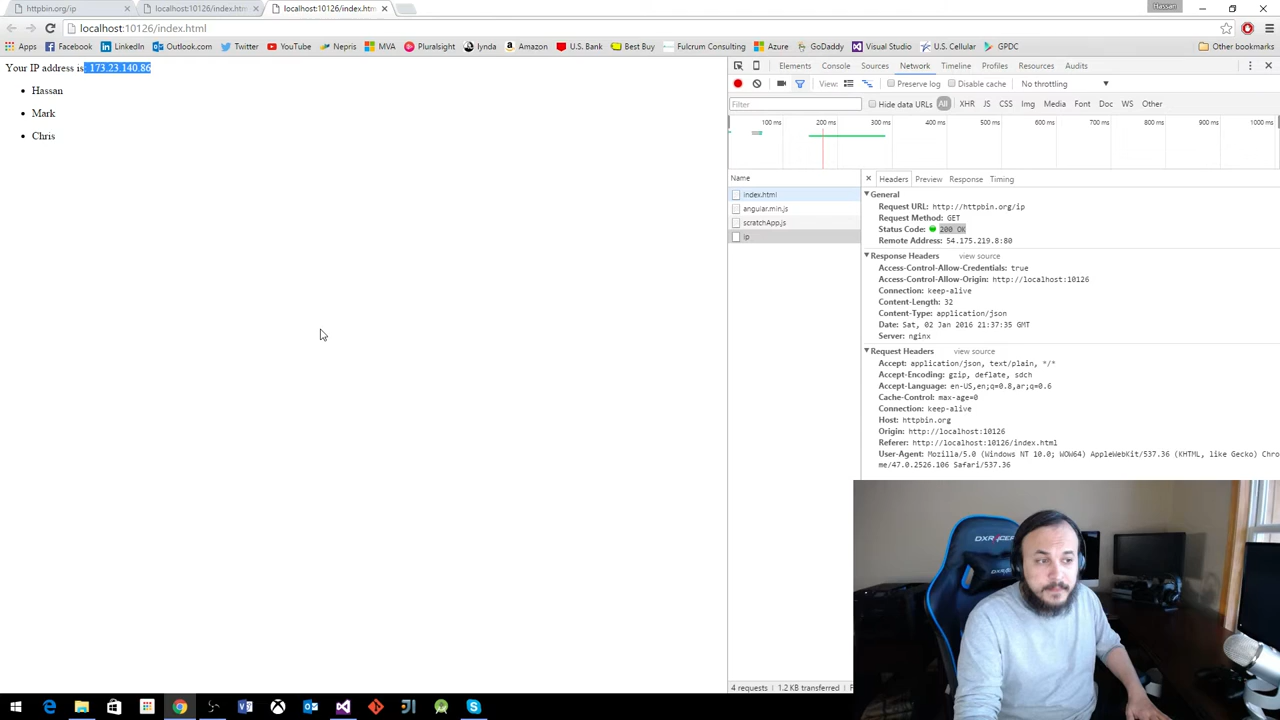 httpbin.org/ip
localhost:10126/index.htm
localhost:10126/index.htm
Hassan
localhost:10126/index.html
Apps Facebook LinkedIn Outlook.com Twitter YouTube Nepris MVA Pluralsight lynda Amazon U.S. Bank Best Buy Fulcrum Consulting Azure GoDaddy Visual Studio U.S. Cellular GPDC Other bookmarks
Your IP address is: 173.23.140.86
Hassan
Mark
Chris
Elements Console Sources Network Timeline Profiles Resources Audits
View: Preserve log Disable cache No throttling
Filter Hide data URLs All XHR JS CSS Img Media Font Doc WS Other
100 ms 200 ms 300 ms 400 ms 500 ms 600 ms 700 ms 800 ms 900 ms 1000 ms
Name
index.html
angular.min.js
scratchApp.js
ip
Headers Preview Response Timing
General
Request URL: http://httpbin.org/ip
Request Method: GET
Status Code: 200 OK
Remote Address: 54.175.219.8:80
Response Headers view source
Access-Control-Allow-Credentials: true
Access-Control-Allow-Origin: http://localhost:10126
Connection: keep-alive
Content-Length: 32
Content-Type: application/json
Date: Sat, 02 Jan 2016 21:37:35 GMT
Server: nginx
Request Headers view source
Accept: application/json, text/plain, */*
Accept-Encoding: gzip, deflate, sdch
Accept-Language: en-US,en;q=0.8,ar;q=0.6
Cache-Control: max-age=0
Connection: keep-alive
Host: httpbin.org
Origin: http://localhost:10126
Referer: http://localhost:10126/index.html
User-Agent: Mozilla/5.0 (Windows NT 10.0; WOW64) AppleWebKit/537.36 (KHTML, like Gecko) Chro
me/47.0.2526.106 Safari/537.36
4 requests | 1.2 KB transferred | F